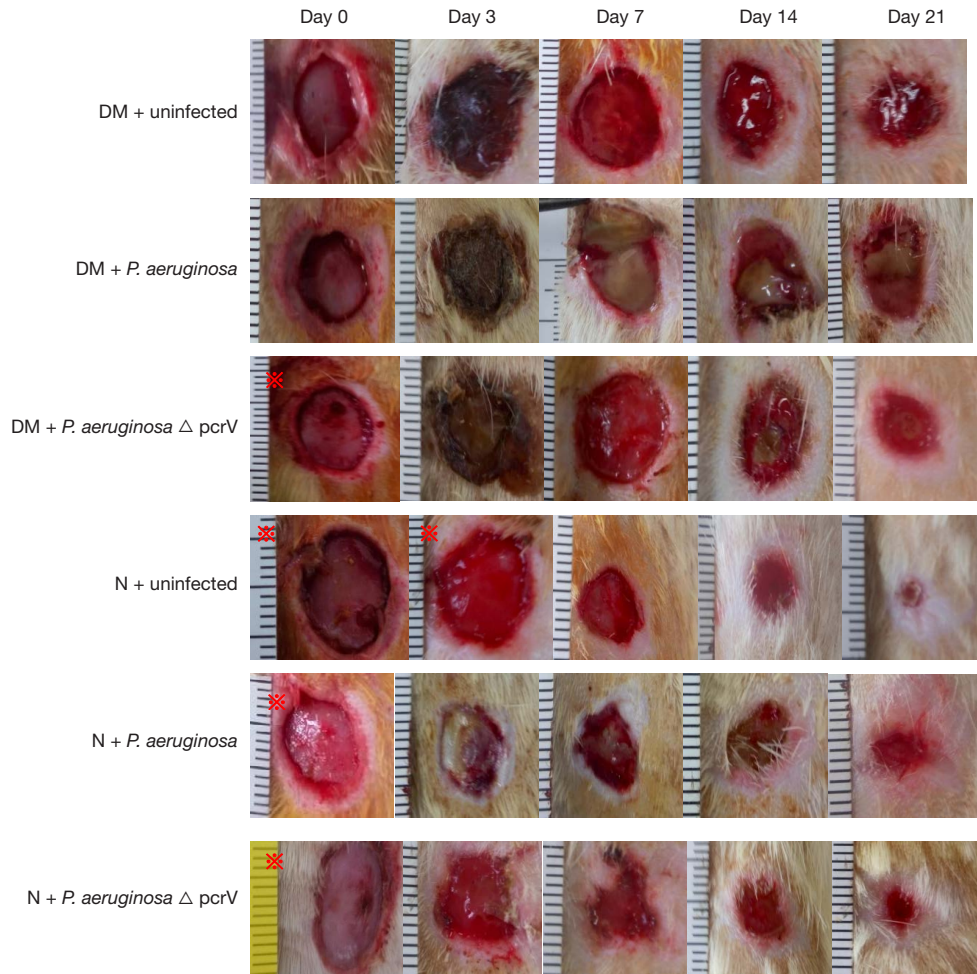 Day 0 Day 3 Day 7 Day 14 Day 21
DM + uninfected
DM + P. aeruginosa
※
DM + P. aeruginosa △ pcrV
※ ※
N + uninfected
※
N + P. aeruginosa
※
N + P. aeruginosa △ pcrV